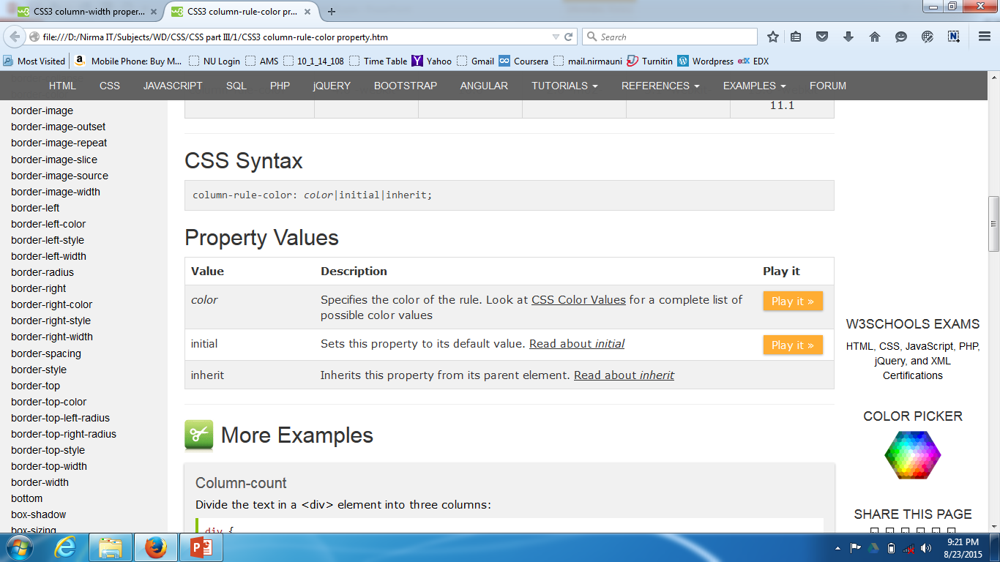 CSS3 column-width proper...
CSS3 column-rule-color pr...
file:///D:/Nirma IT/Subjects/WD/CSS/CSS part III/1/CSS3 column-rule-color property.htm
Search
Most Visited
Mobile Phone: Buy M...
NU Login
AMS
10_1_14_108
Time Table
Yahoo
Gmail
Coursera
mail.nirmauni
Turnitin
Wordpress
EDX
HTML
CSS
JAVASCRIPT
SQL
PHP
jQUERY
BOOTSTRAP
ANGULAR
TUTORIALS
REFERENCES
EXAMPLES
FORUM
border-image
border-image-outset
border-image-repeat
border-image-slice
border-image-source
border-image-width
border-left
border-left-color
border-left-style
border-left-width
border-radius
border-right
border-right-color
border-right-style
border-right-width
border-spacing
border-style
border-top
border-top-color
border-top-left-radius
border-top-right-radius
border-top-style
border-top-width
border-width
bottom
box-shadow
box-sizing
11.1
CSS Syntax
column-rule-color: color|initial|inherit;
Property Values
Value Description Play it
color Specifies the color of the rule. Look at CSS Color Values for a complete list of
possible color values
Play it »
initial Sets this property to its default value. Read about initial Play it »
inherit Inherits this property from its parent element. Read about inherit
More Examples
Column-count
Divide the text in a <div> element into three columns:
div {
W3SCHOOLS EXAMS
HTML, CSS, JavaScript, PHP,
jQuery, and XML
Certifications
COLOR PICKER
SHARE THIS PAGE
9:21 PM
8/23/2015